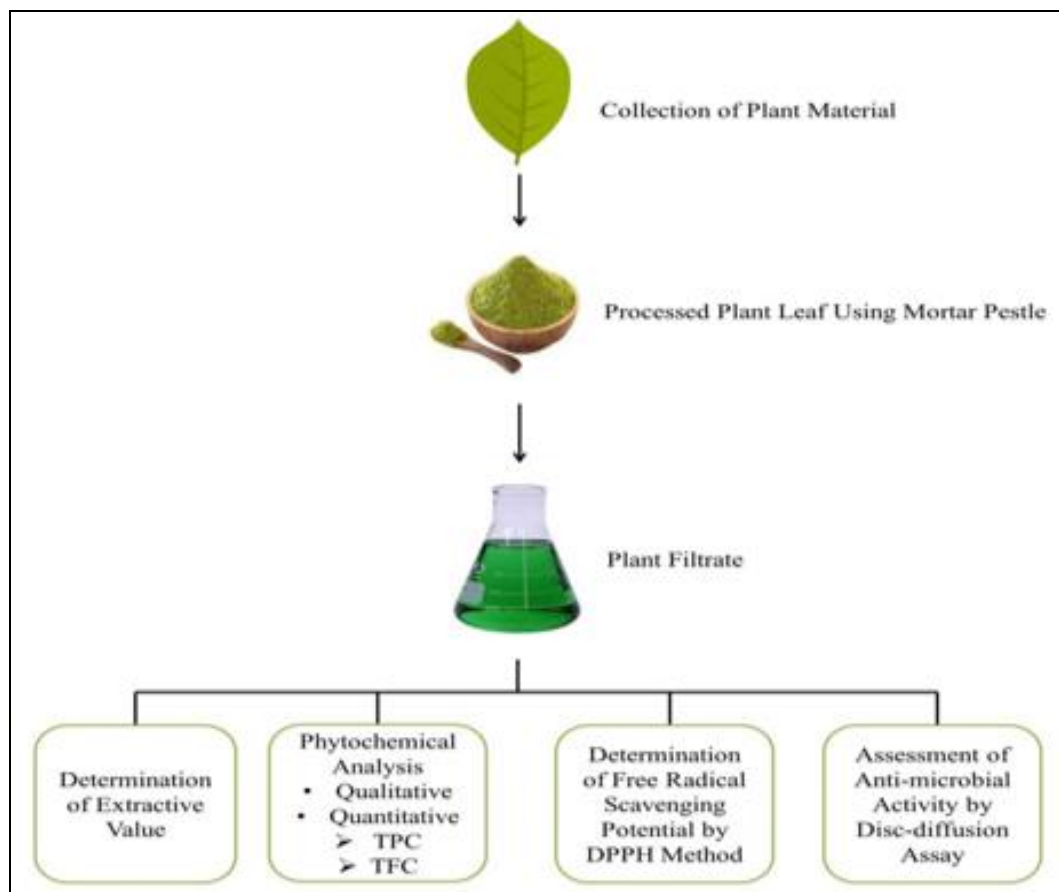 Collection of Plant Material
Processed Plant Leaf Using Mortar Pestle
Plant Filtrate
Determination
of Extractive
Value
Phytochemical
Analysis
• Qualitative
• Quantitative
➢ TPC
➢ TFC
Determination
of Free Radical
Scavenging
Potential by
DPPH Method
Assessment of
Anti-microbial
Activity by
Disc-diffusion
Assay